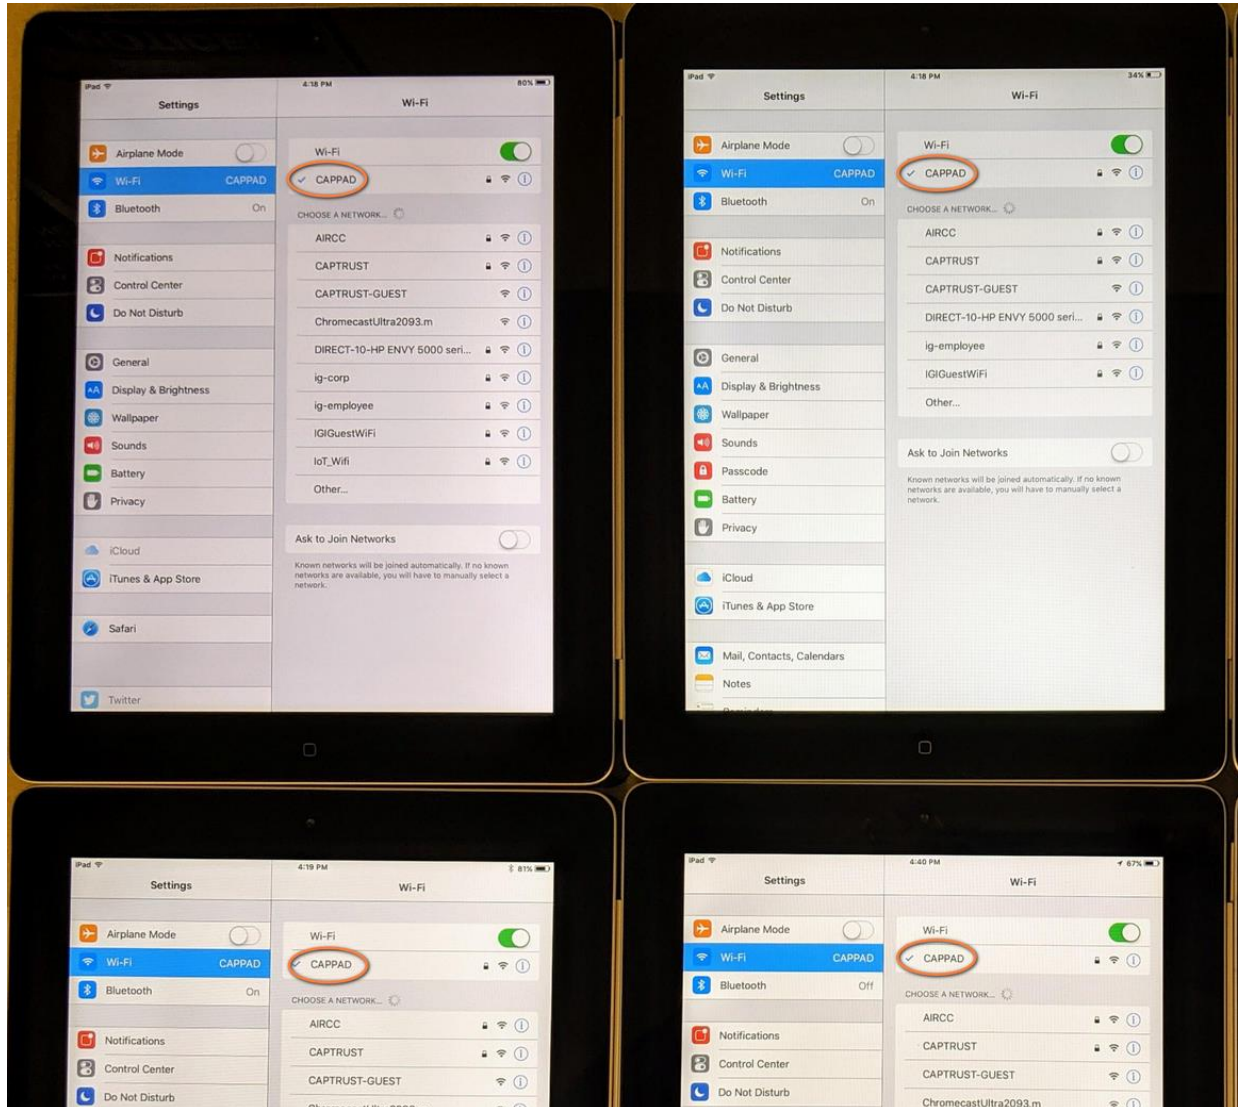 iPad 4:18 PM 80%
Settings Wi-Fi
Airplane Mode
Wi-Fi CAPPAD
Bluetooth On
Notifications
Control Center
Do Not Disturb
General
Display & Brightness
Wallpaper
Sounds
Battery
Privacy
iCloud
iTunes & App Store
Safari
Twitter
Wi-Fi
CAPPAD
CHOOSE A NETWORK...
AIRCC
CAPTRUST
CAPTRUST-GUEST
ChromecastUltra2093.m
DIRECT-10-HP ENVY 5000 seri...
ig-corp
ig-employee
IGIGuestWiFi
IoT_Wifi
Other...
Ask to Join Networks
Known networks will be joined automatically. If no known
networks are available, you will have to manually select a
network.
iPad 4:18 PM 34%
Settings Wi-Fi
Airplane Mode
Wi-Fi CAPPAD
Bluetooth On
Notifications
Control Center
Do Not Disturb
General
Display & Brightness
Wallpaper
Sounds
Passcode
Battery
Privacy
iCloud
iTunes & App Store
Mail, Contacts, Calendars
Notes
Wi-Fi
CAPPAD
CHOOSE A NETWORK...
AIRCC
CAPTRUST
CAPTRUST-GUEST
DIRECT-10-HP ENVY 5000 seri...
ig-employee
IGIGuestWiFi
Other...
Ask to Join Networks
Known networks will be joined automatically. If no known
networks are available, you will have to manually select a
network.
iPad 4:19 PM 81%
Settings Wi-Fi
Airplane Mode
Wi-Fi CAPPAD
Bluetooth On
Notifications
Control Center
Do Not Disturb
Wi-Fi
CAPPAD
CHOOSE A NETWORK...
AIRCC
CAPTRUST
CAPTRUST-GUEST
iPad 4:40 PM 67%
Settings Wi-Fi
Airplane Mode
Wi-Fi CAPPAD
Bluetooth Off
Notifications
Control Center
Do Not Disturb
Wi-Fi
CAPPAD
CHOOSE A NETWORK...
AIRCC
CAPTRUST
CAPTRUST-GUEST
ChromecastUltra2093.m